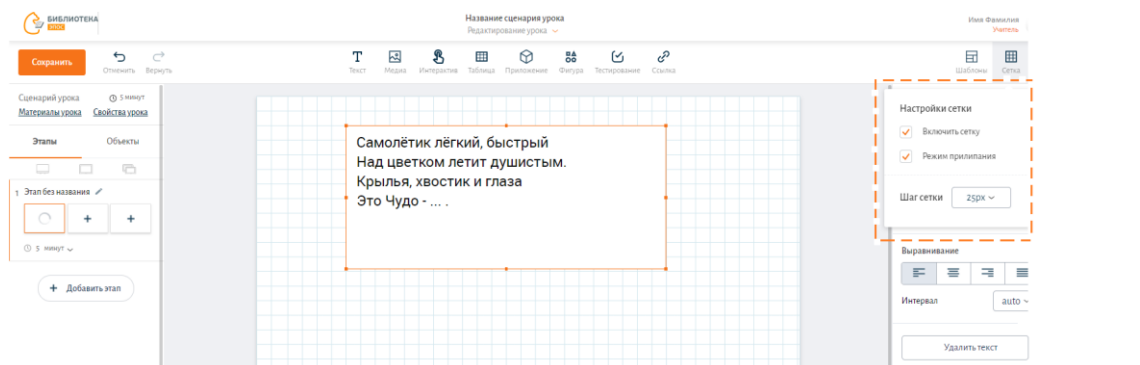 БИБЛИОТЕКА
УРОК
Название сценария урока
Редактирование урока
Имя Фамилия
Учитель
Сохранить
Отменить
Вернуть
Текст
Медиа
Интерактив
Таблица
Приложение
Фигура
Тестирование
Ссылка
Шаблоны
Сетка
Сценарий урока
5 минут
Материалы урока
Свойства урока
Этапы
Объекты
1 Этап без названия
+
+
5 минут
+ Добавить этап
Самолётик лёгкий, быстрый
Над цветком летит душистым.
Крылья, хвостик и глаза
Это Чудо - ... .
Настройки сетки
Включить сетку
Режим прилипания
Шаг сетки
25px
Выравнивание
Интервал
auto
Удалить текст